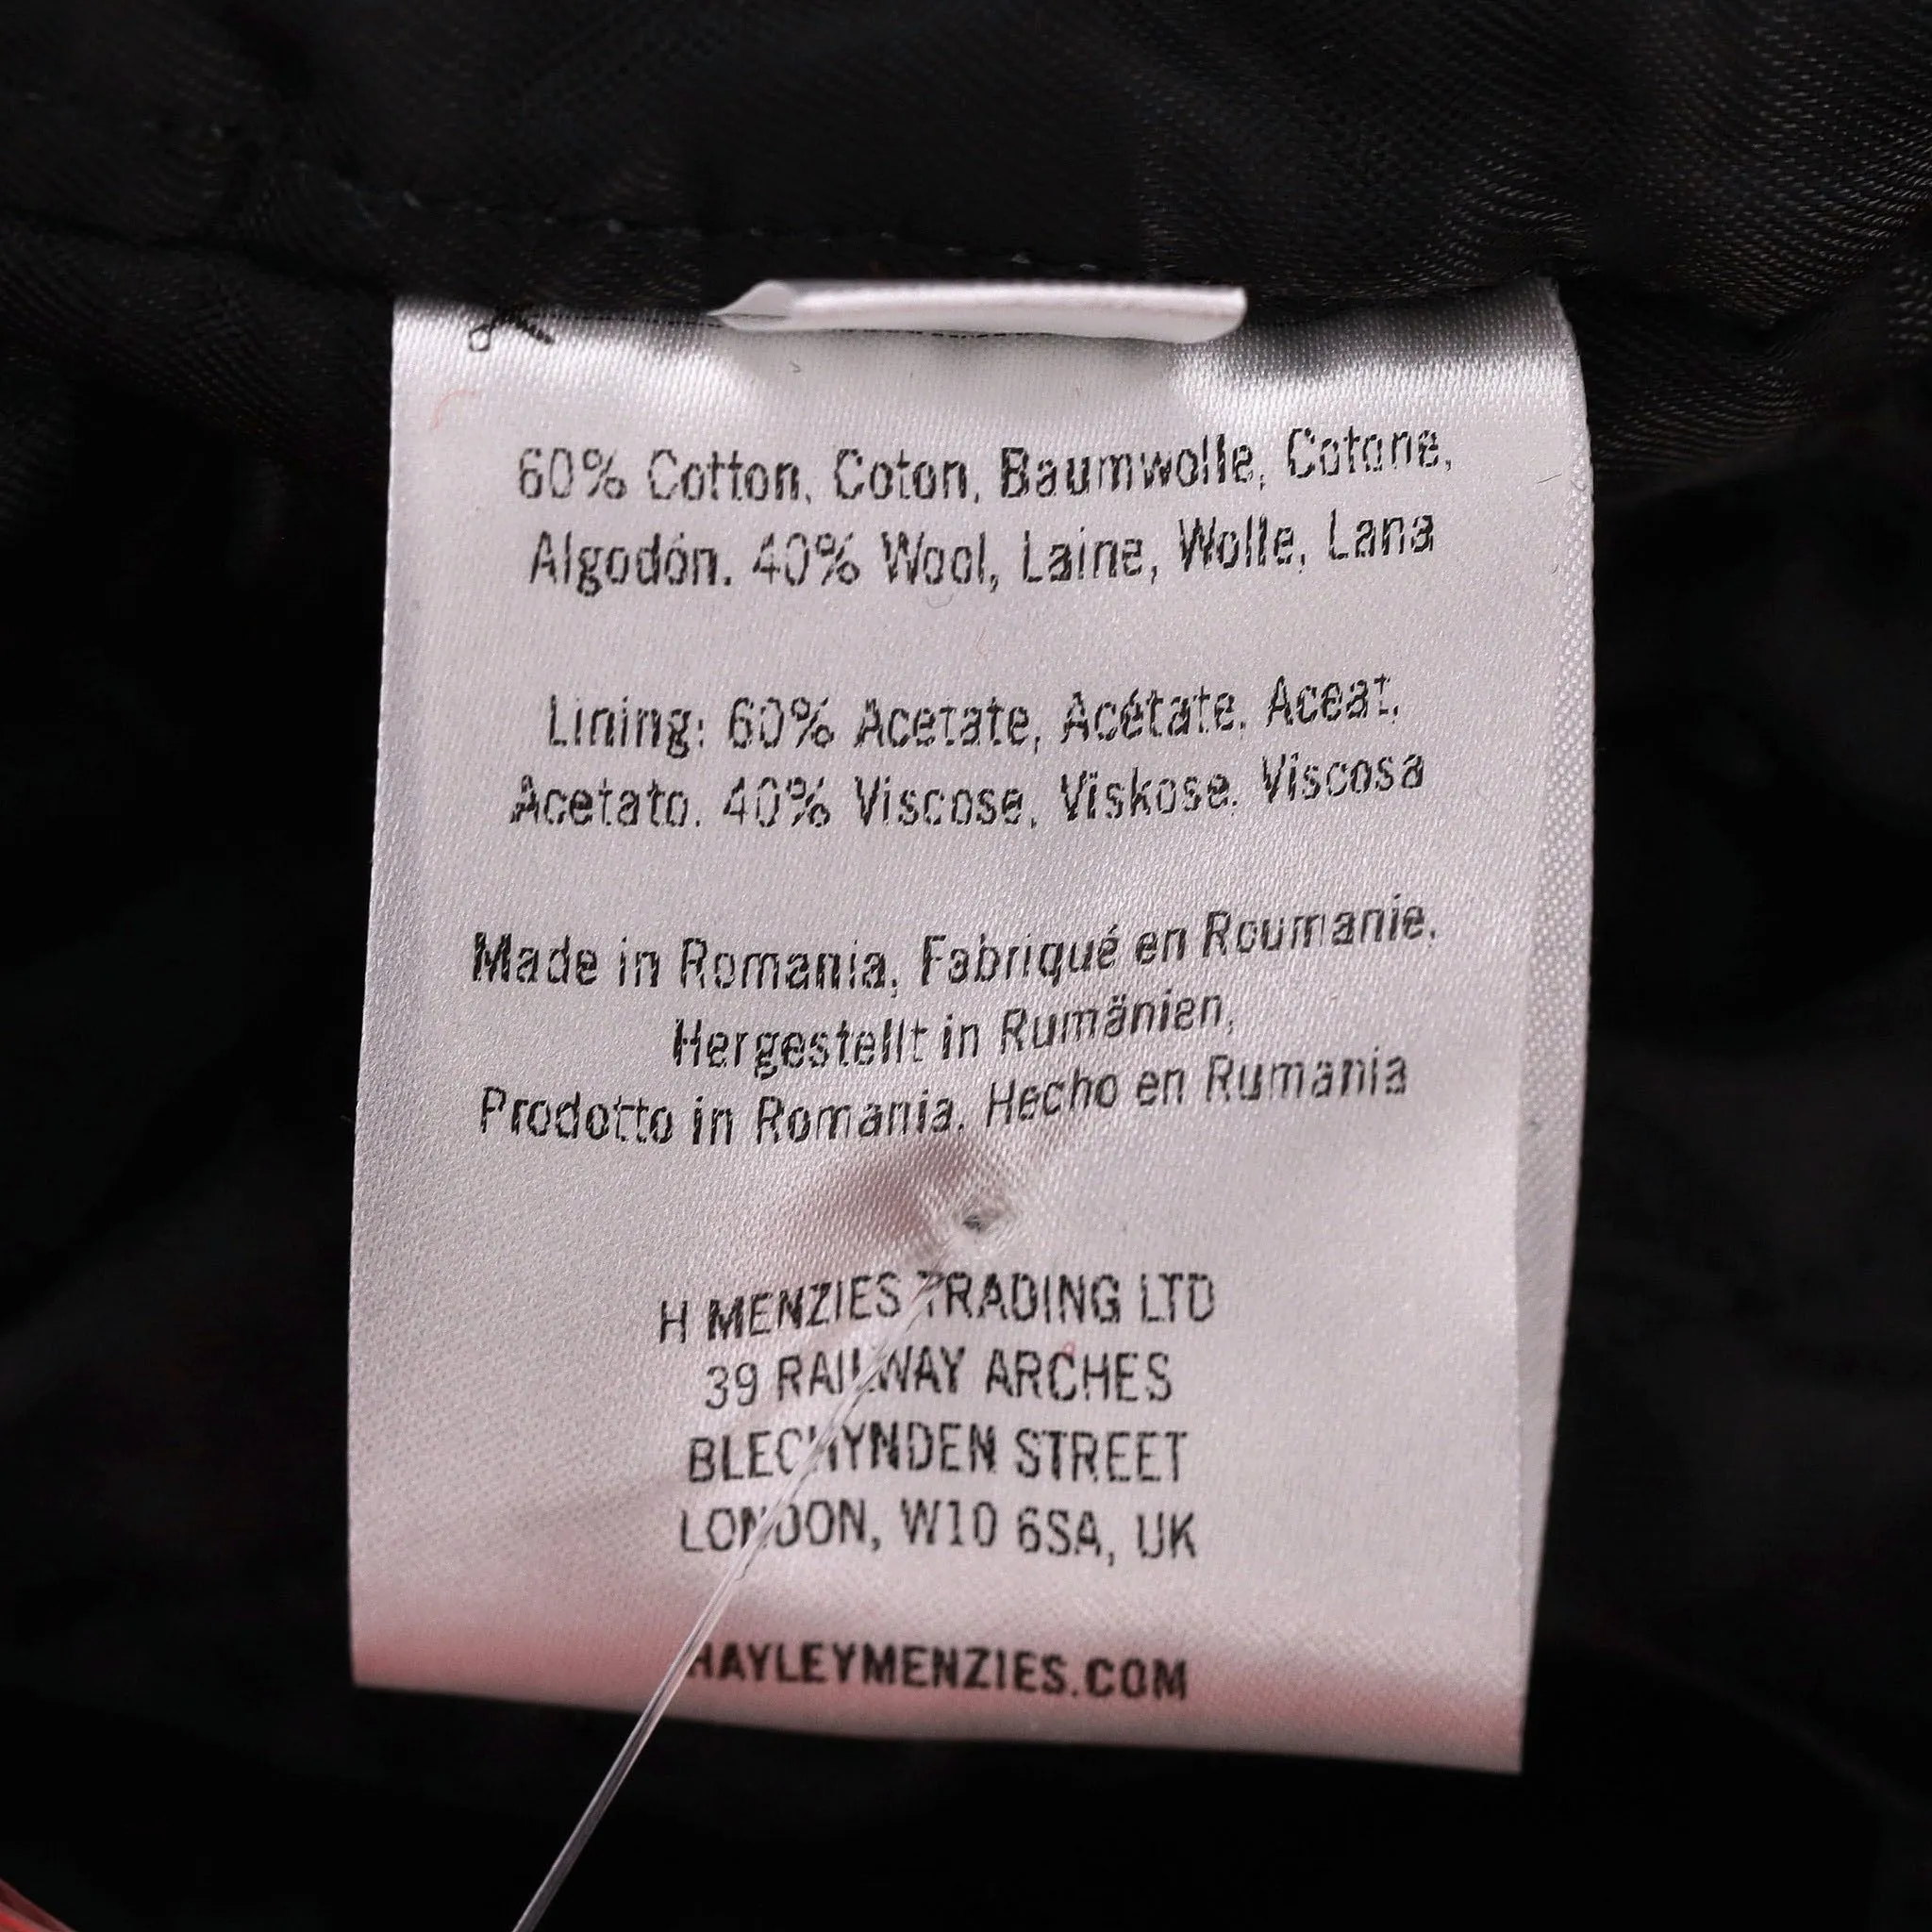 60% Cotton, Coton, Baumwolle, Cotone,
Algodón. 40% Wool, Laine, Wolle, Lana
Lining: 60% Acetate, Acétate, Aceat,
Acetato. 40% Viscose, Viskose, Viscosa
Made in Romania, Fabriqué en Roumanie,
Hergestellt in Rumänien,
Prodotto in Romania, Hecho en Rumania
H MENZIES TRADING LTD
39 RAILWAY ARCHES
BLECHYNDEN STREET
LONDON, W10 6SA, UK
HAYLEYMENZIES.COM